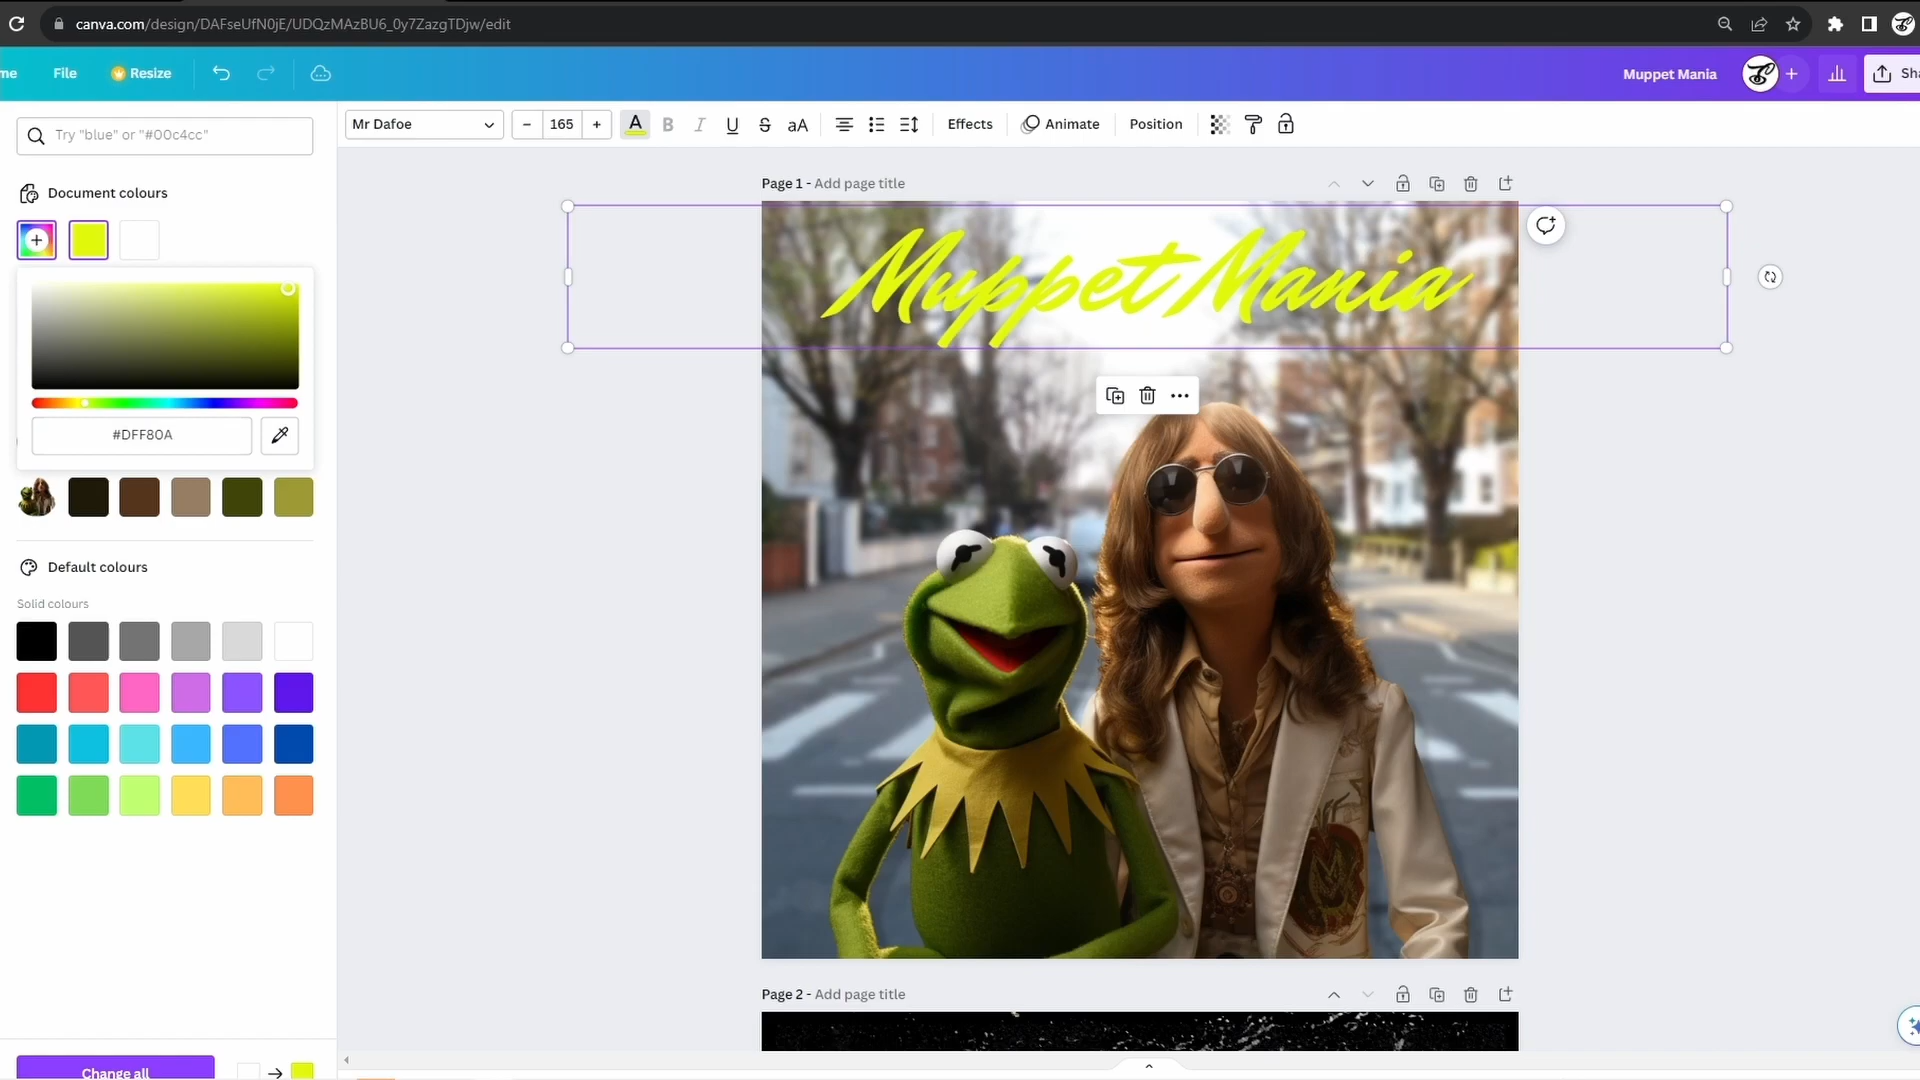 canva.com/design/DAFseUfN0jE/UDQzMAzBU6_0y7ZazgTDjw/edit
me File Resize
Muppet Mania
Sha
Try "blue" or "#00c4cc"
Mr Dafoe
165
A B I U S aA
Effects Animate Position
Document colours
Page 1 - Add page title
Muppet Mania
#DFF80A
Default colours
Solid colours
Page 2 - Add page title
Change all